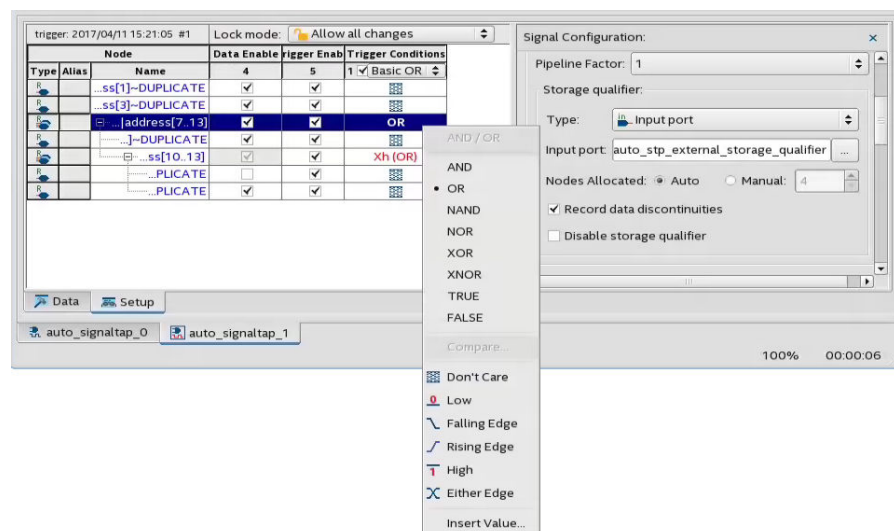 trigger: 2017/04/11 15:21:05 #1
Lock mode: Allow all changes
Node
Data Enable
rigger Enab
Trigger Conditions
Type
Alias
Name
4
5
1 Basic OR
...ss[1]~DUPLICATE
...ss[3]~DUPLICATE
...|address[7..13]
OR
...]~DUPLICATE
...ss[10..13]
Xh (OR)
...PLICATE
...PLICATE
AND / OR
AND
OR
NAND
NOR
XOR
XNOR
TRUE
FALSE
Compare...
Don't Care
0 Low
Falling Edge
Rising Edge
1 High
Either Edge
Insert Value...
Signal Configuration:
Pipeline Factor: 1
Storage qualifier:
Type: Input port
Input port: auto_stp_external_storage_qualifier ...
Nodes Allocated: Auto Manual: 4
Record data discontinuities
Disable storage qualifier
Data
Setup
auto_signaltap_0
auto_signaltap_1
100% 00:00:06